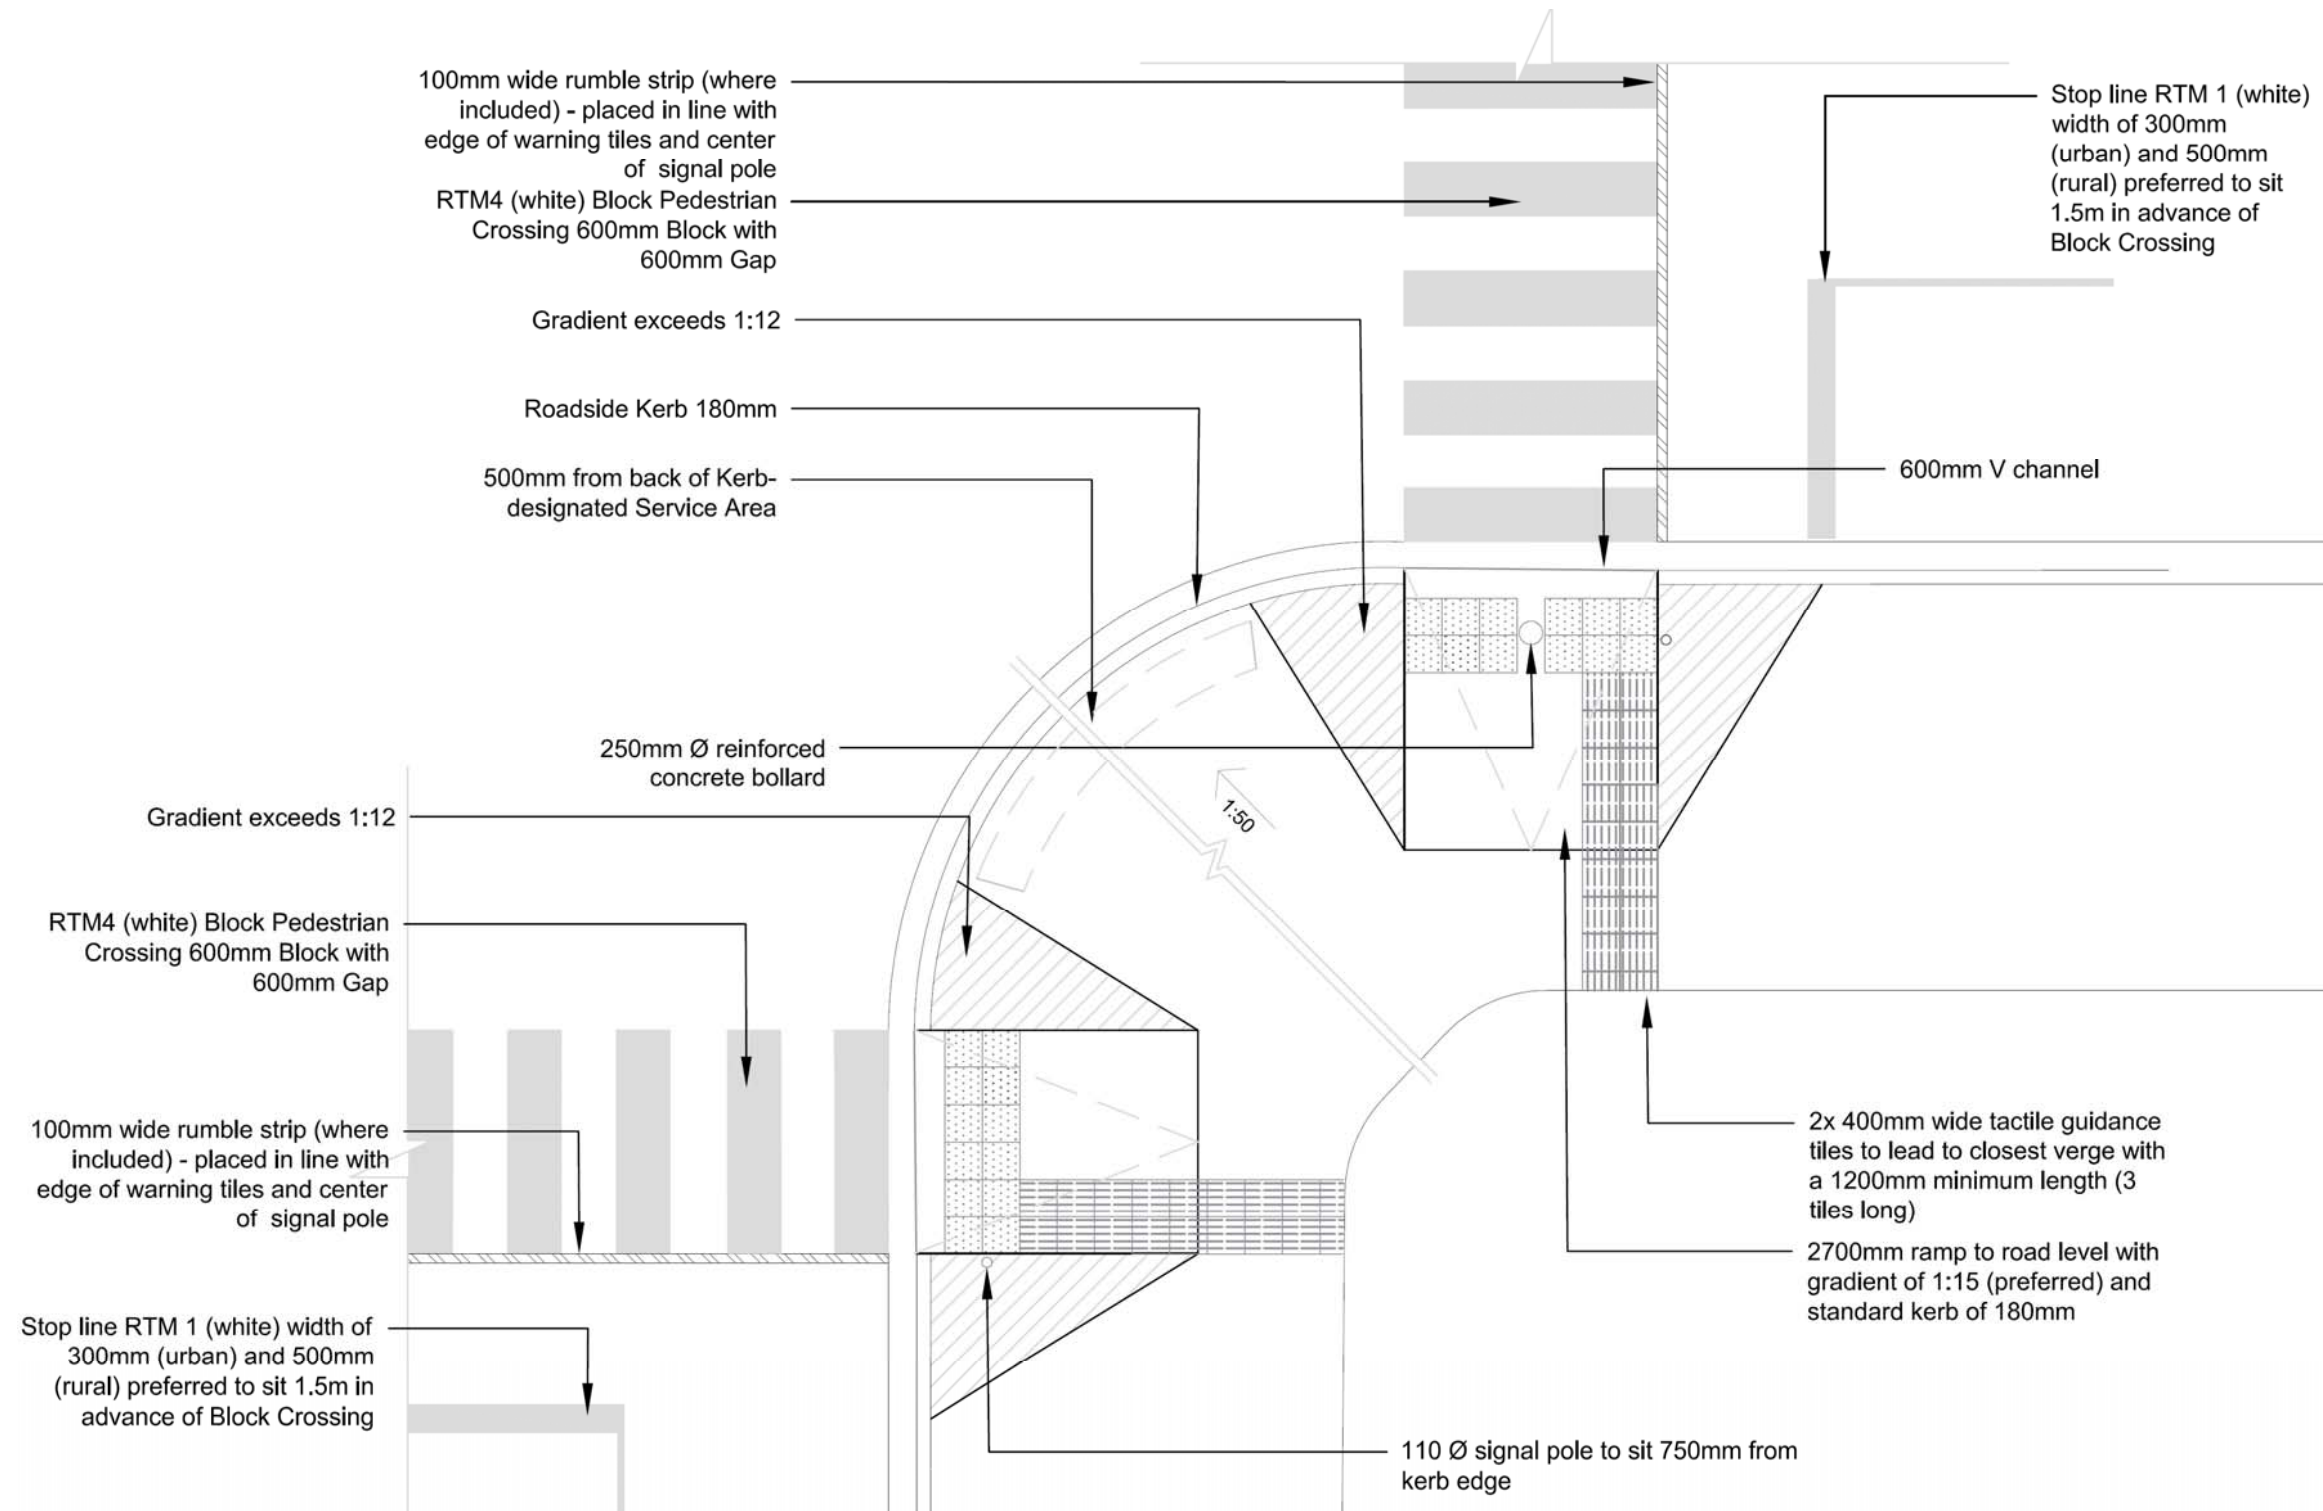 100mm wide rumble strip (where
included) - placed in line with
edge of warning tiles and center
of signal pole
RTM4 (white) Block Pedestrian
Crossing 600mm Block with
600mm Gap
Gradient exceeds 1:12
Roadside Kerb 180mm
500mm from back of Kerb-
designated Service Area
Stop line RTM 1 (white)
width of 300mm
(urban) and 500mm
(rural) preferred to sit
1.5m in advance of
Block Crossing
600mm V channel
250mm Ø reinforced
concrete bollard
1:50
Gradient exceeds 1:12
RTM4 (white) Block Pedestrian
Crossing 600mm Block with
600mm Gap
100mm wide rumble strip (where
included) - placed in line with
edge of warning tiles and center
of signal pole
Stop line RTM 1 (white) width of
300mm (urban) and 500mm
(rural) preferred to sit 1.5m in
advance of Block Crossing
2x 400mm wide tactile guidance
tiles to lead to closest verge with
a 1200mm minimum length (3
tiles long)
2700mm ramp to road level with
gradient of 1:15 (preferred) and
standard kerb of 180mm
110 Ø signal pole to sit 750mm from
kerb edge